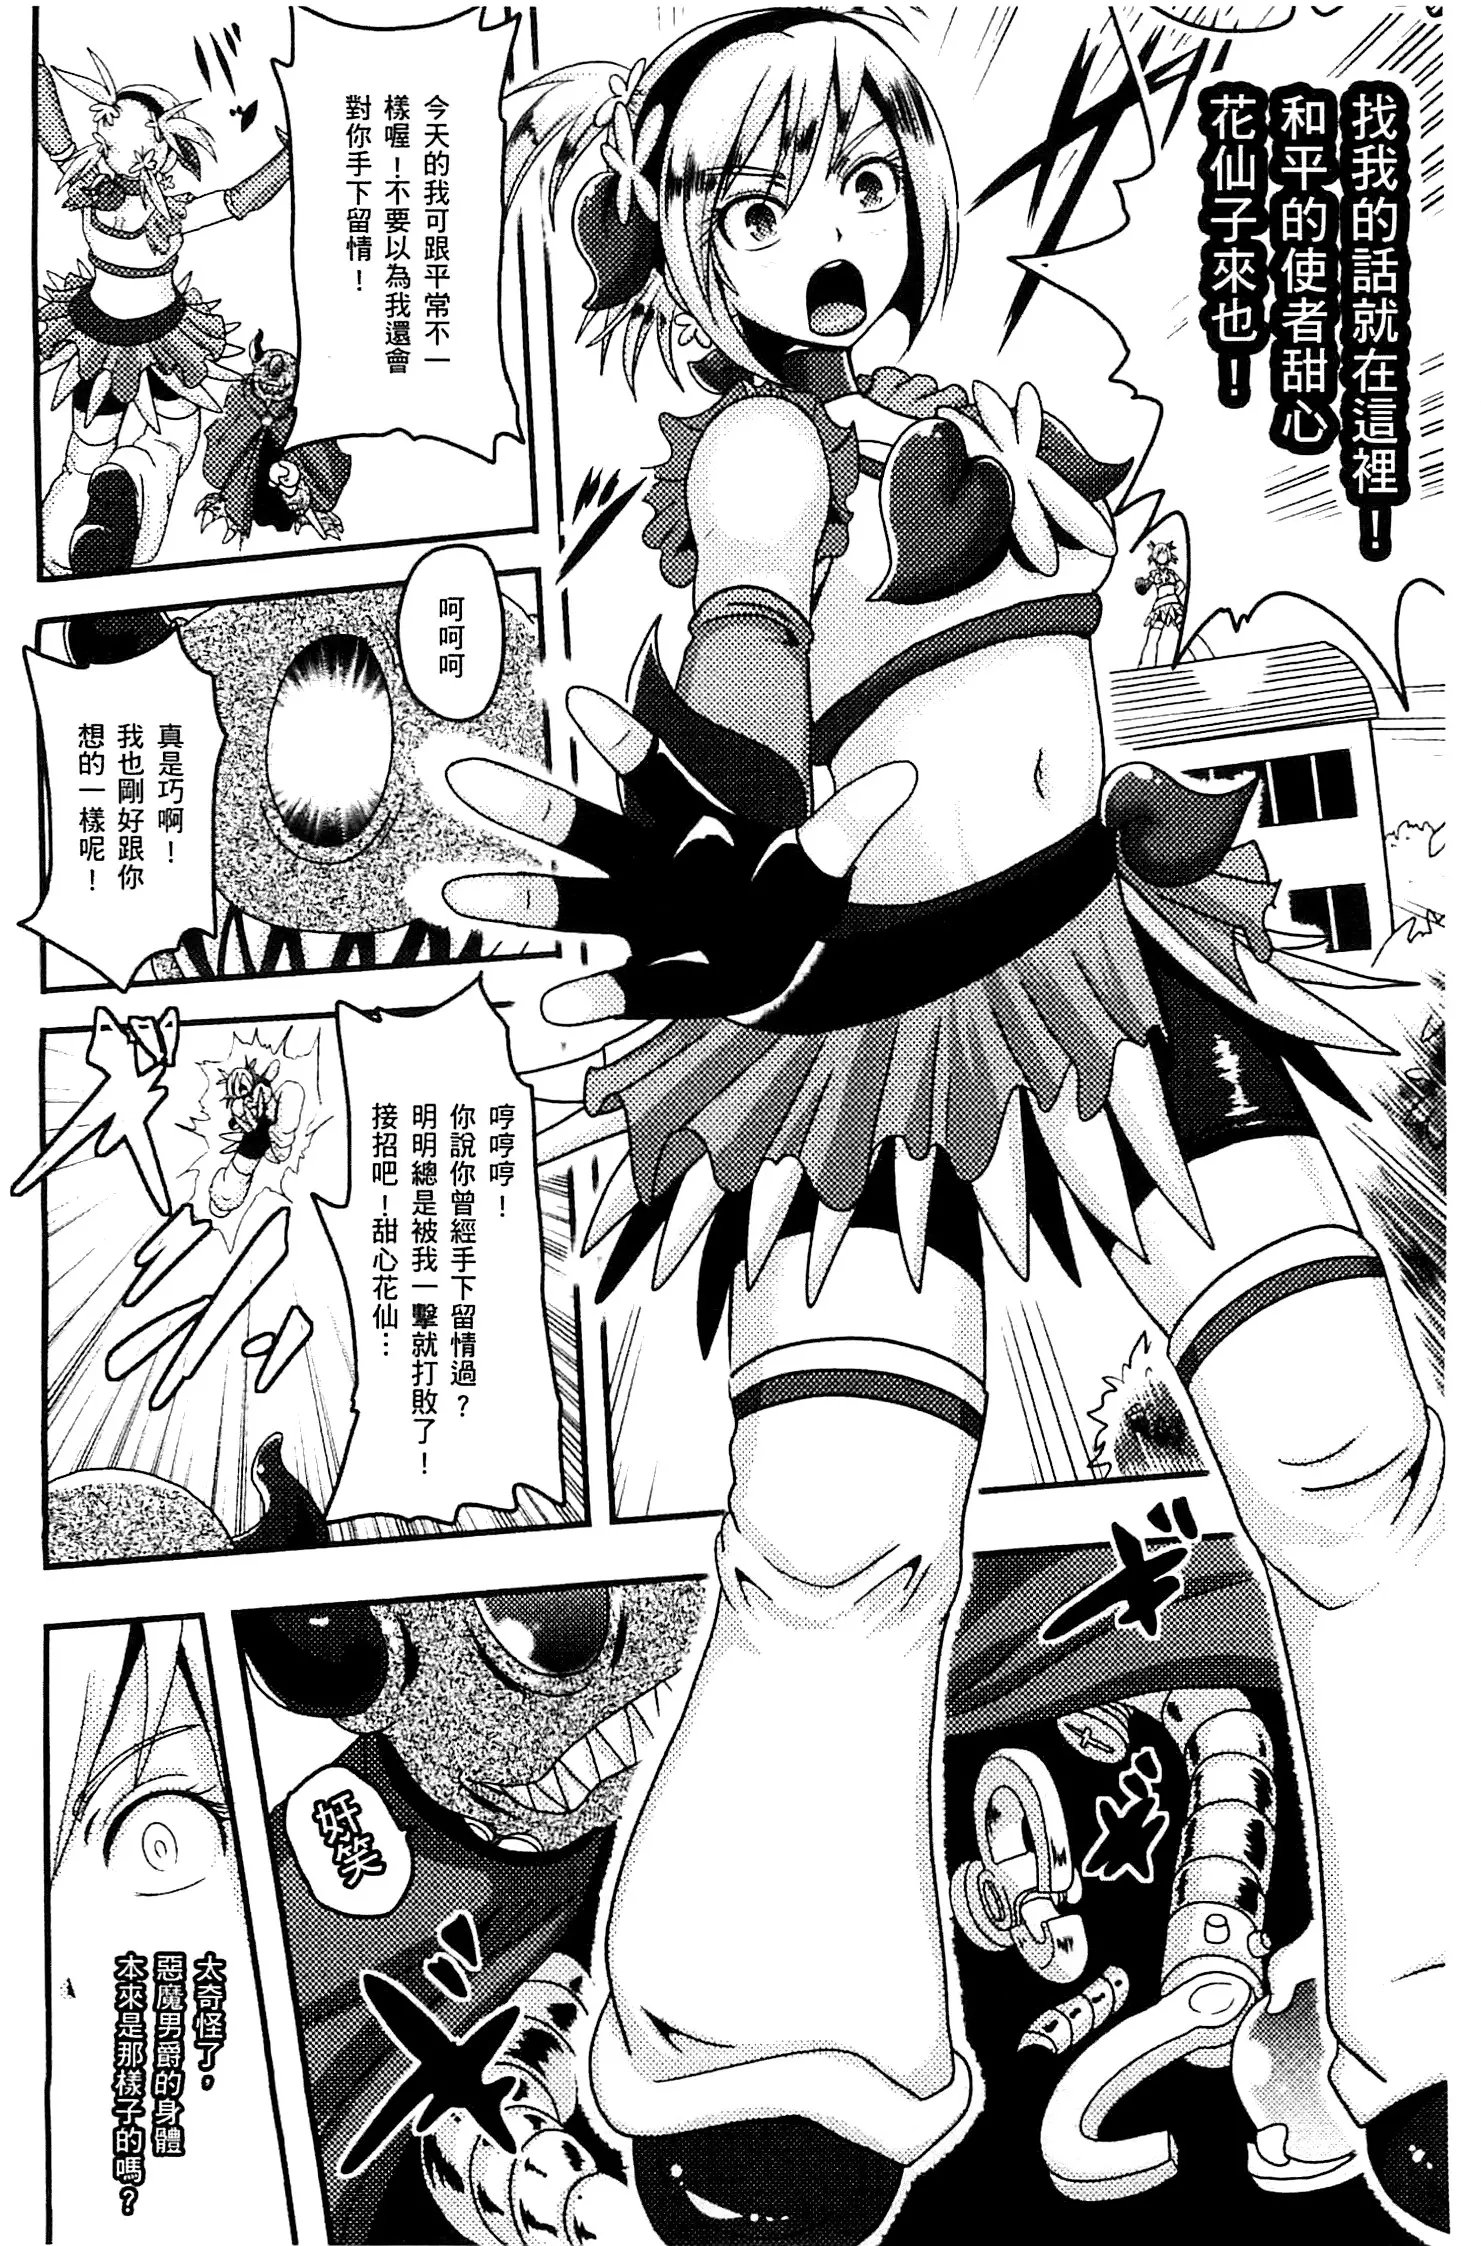 找我的話就在這裡！
和平的使者甜心
花仙子來也！
今天的我可跟平常不一
樣喔！不要以為我還會
對你手下留情！
呵呵呵
真是巧啊！
我也剛好跟你
想的一樣呢！
哼哼哼！
你說你曾經手下留情過？
明明總是被我一擊就打敗了！
接招吧！甜心花仙…
奸笑
太奇怪了，
惡魔男爵的身體
本來是那樣子的嗎？